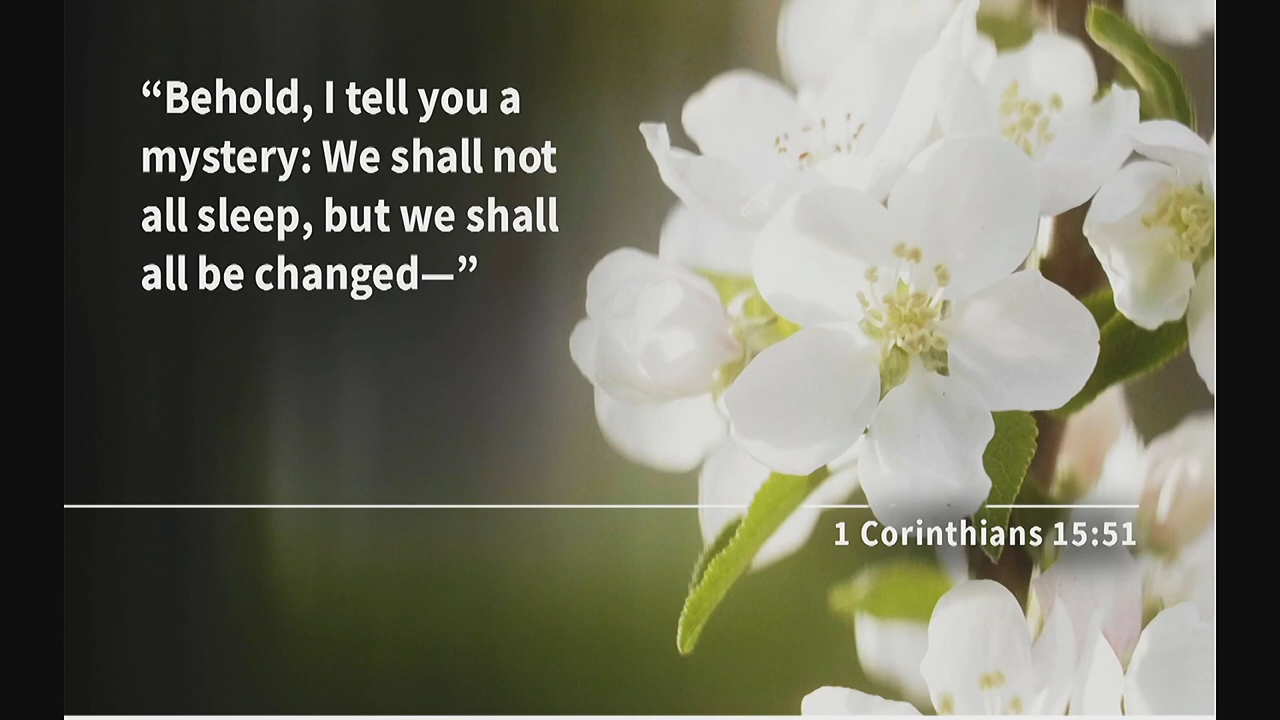 “Behold, I tell you a
mystery: We shall not
all sleep, but we shall
all be changed—”
1 Corinthians 15:51